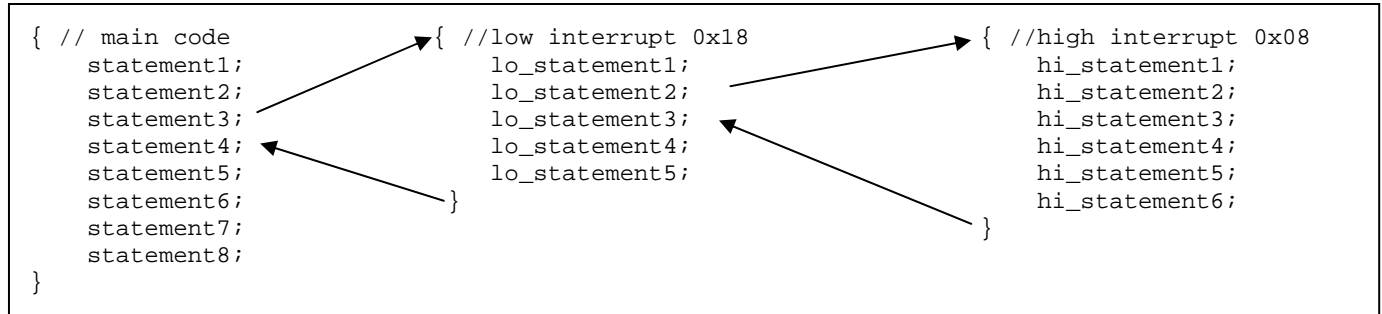 { // main code
statement1;
statement2;
statement3;
statement4;
statement5;
statement6;
statement7;
statement8;
}
{ //low interrupt 0x18
lo_statement1;
lo_statement2;
lo_statement3;
lo_statement4;
lo_statement5;
}
{ //high interrupt 0x08
hi_statement1;
hi_statement2;
hi_statement3;
hi_statement4;
hi_statement5;
hi_statement6;
}